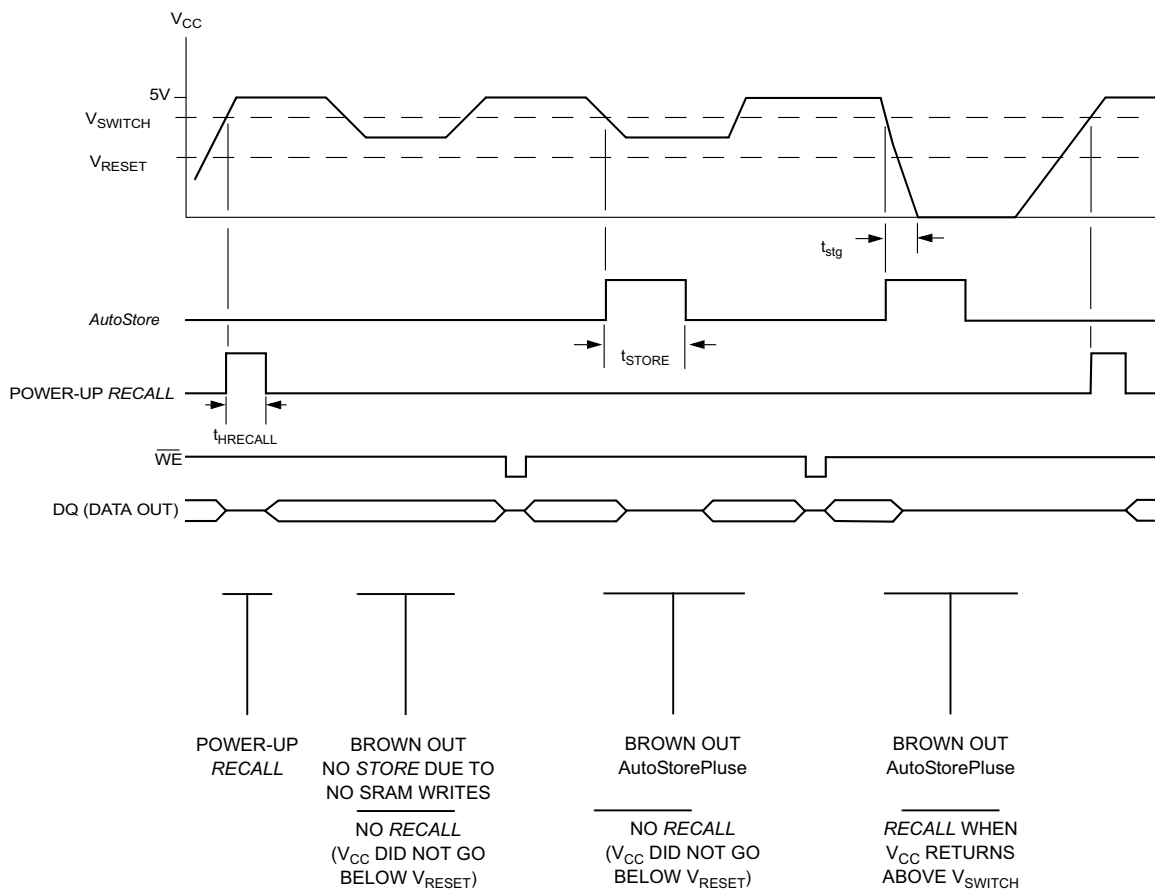 VCC
5V
VSWITCH
VRESET
tstg
AutoStore
tSTORE
POWER-UP RECALL
tHRECALL
WE
DQ (DATA OUT)
POWER-UP
RECALL
BROWN OUT
NO STORE DUE TO
NO SRAM WRITES
NO RECALL
(VCC DID NOT GO
BELOW VRESET)
BROWN OUT
AutoStorePluse
NO RECALL
(VCC DID NOT GO
BELOW VRESET)
BROWN OUT
AutoStorePluse
RECALL WHEN
VCC RETURNS
ABOVE VSWITCH